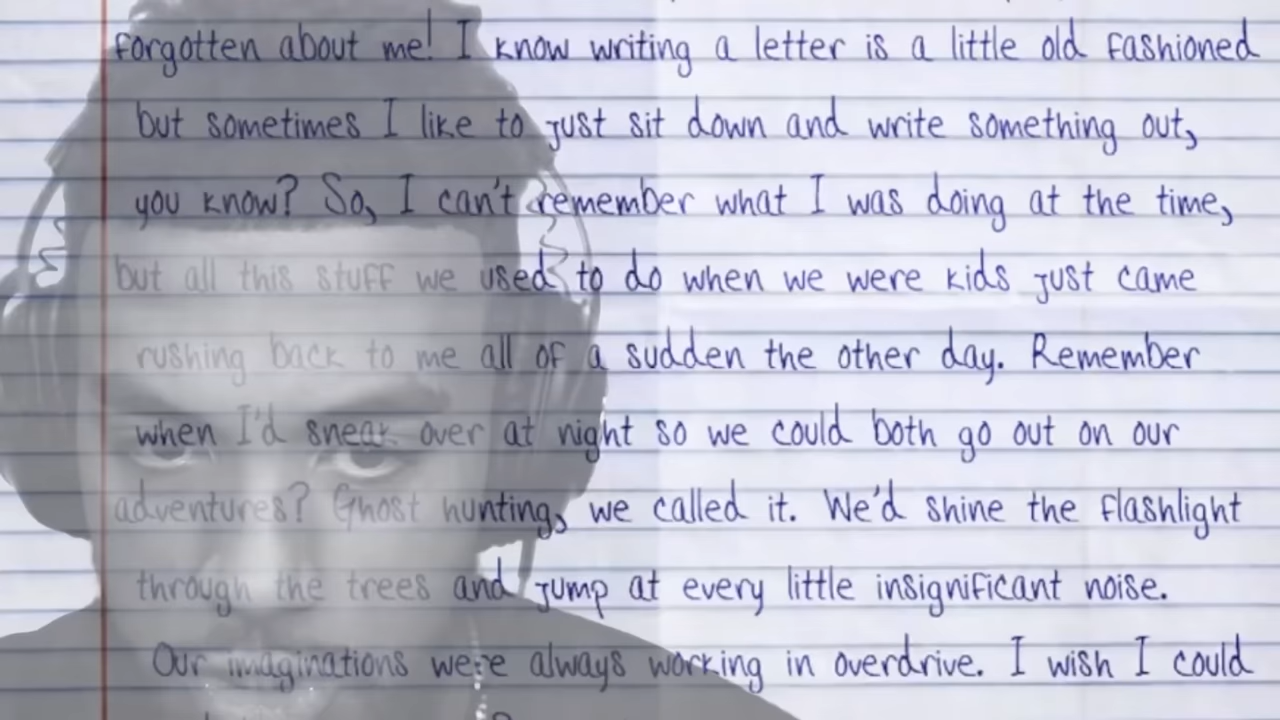 forgotten about me! I know writing a letter is a little old fashioned
but sometimes I like to just sit down and write something out,
you know? So, I can't remember what I was doing at the time,
but all this stuff we used to do when we were kids just came
rushing back to me all of a sudden the other day. Remember
when I'd sneak over at night so we could both go out on our
adventures? Ghost hunting, we called it. We'd shine the flashlight
through the trees and jump at every little insignificant noise.
Our imaginations were always working in overdrive. I wish I could